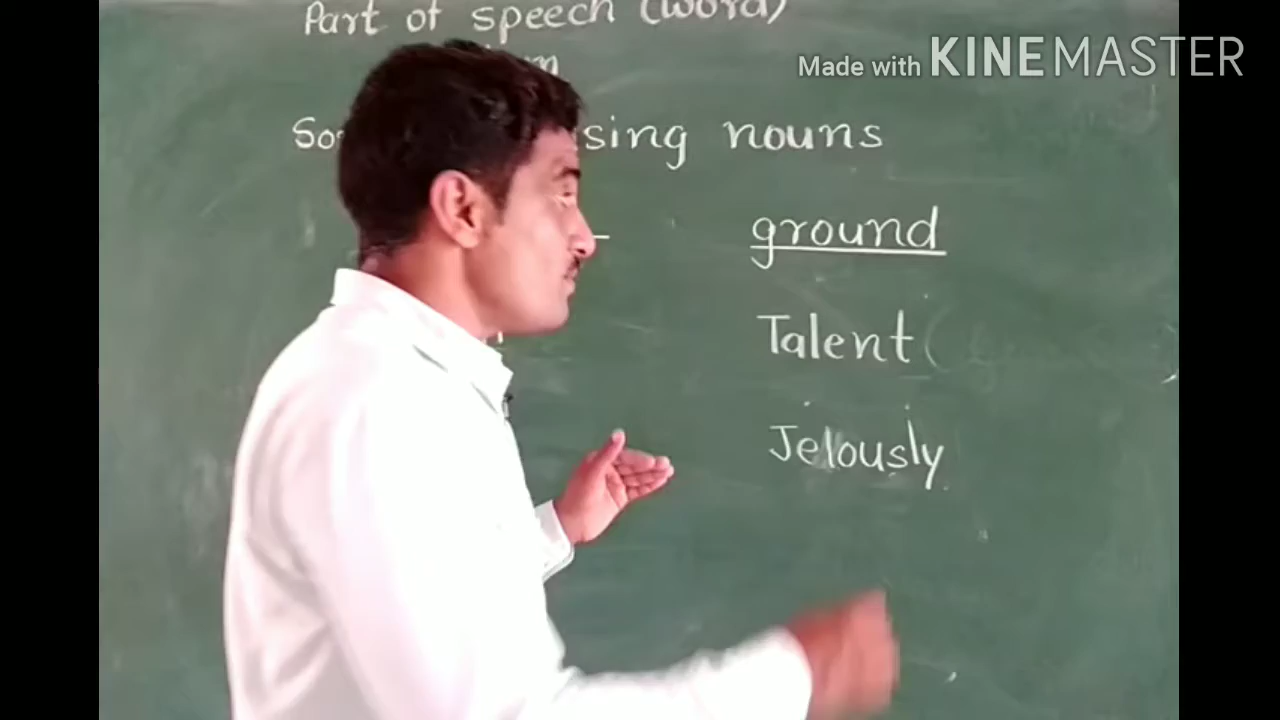 Part of speech (word)
Made with KINEMASTER
sing nouns
ground
Talent (
Jelously